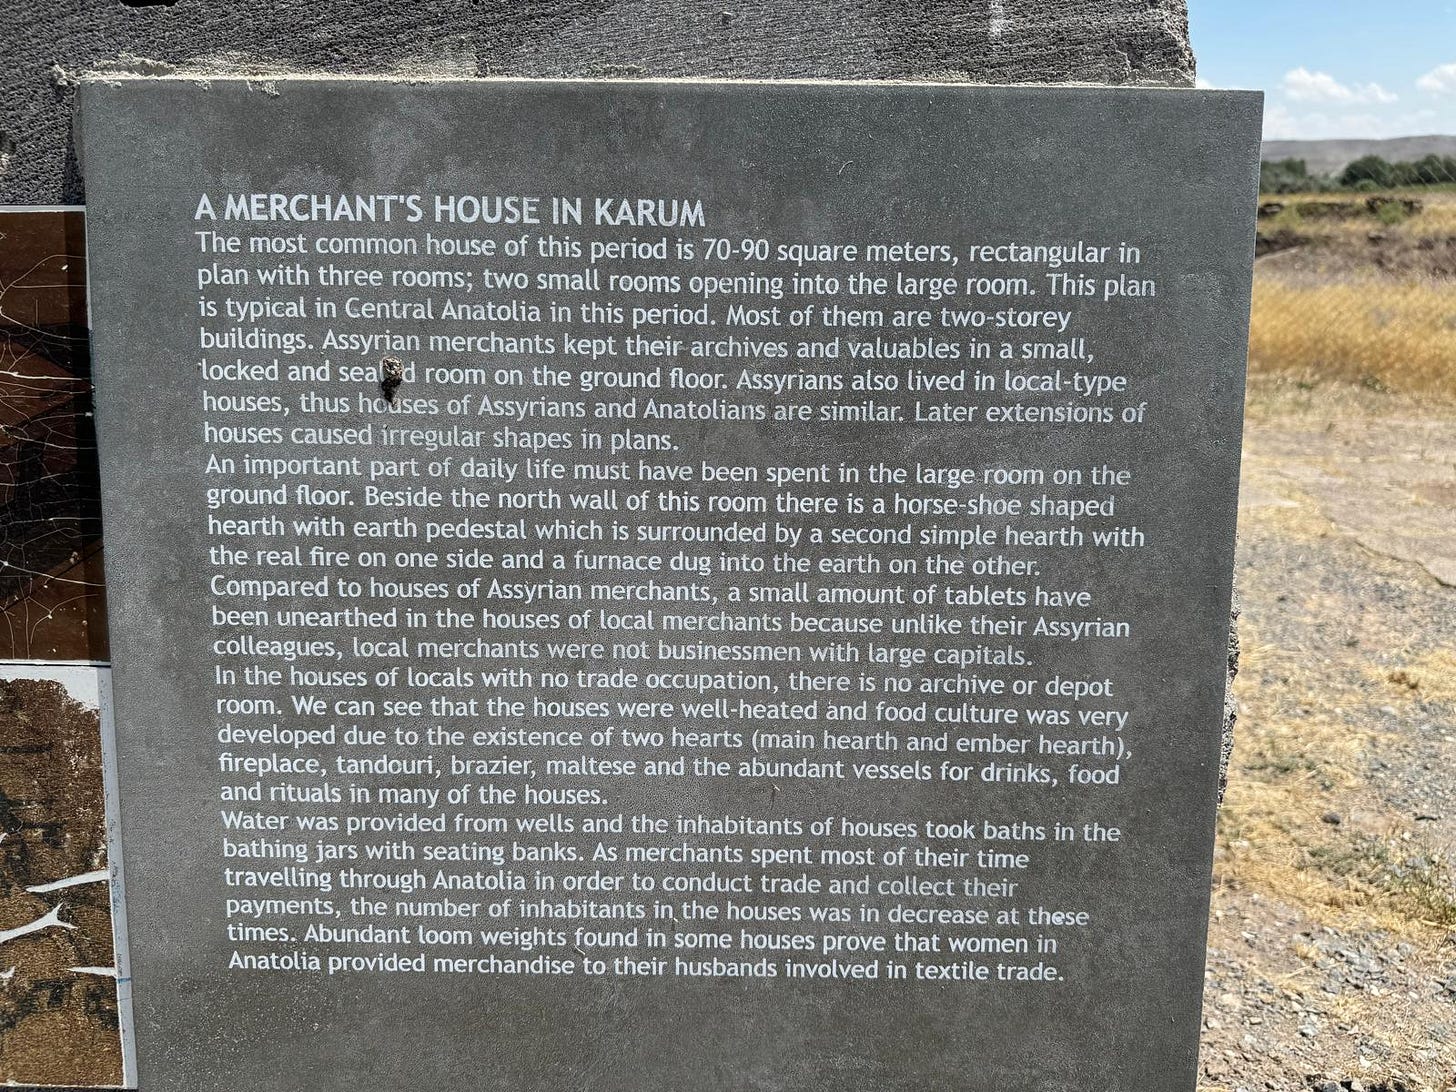 A MERCHANT'S HOUSE IN KARUM
The most common house of this period is 70-90 square meters, rectangular in
plan with three rooms; two small rooms opening into the large room. This plan
is typical in Central Anatolia in this period. Most of them are two-storey
buildings. Assyrian merchants kept their archives and valuables in a small,
locked and sealed room on the ground floor. Assyrians also lived in local-type
houses, thus houses of Assyrians and Anatolians are similar. Later extensions of
houses caused irregular shapes in plans.
An important part of daily life must have been spent in the large room on the
ground floor. Beside the north wall of this room there is a horse-shoe shaped
hearth with earth pedestal which is surrounded by a second simple hearth with
the real fire on one side and a furnace dug into the earth on the other.
Compared to houses of Assyrian merchants, a small amount of tablets have
been unearthed in the houses of local merchants because unlike their Assyrian
colleagues, local merchants were not businessmen with large capitals.
In the houses of locals with no trade occupation, there is no archive or depot
room. We can see that the houses were well-heated and food culture was very
developed due to the existence of two hearts (main hearth and ember hearth),
fireplace, tandouri, brazier, maltese and the abundant vessels for drinks, food
and rituals in many of the houses.
Water was provided from wells and the inhabitants of houses took baths in the
bathing jars with seating banks. As merchants spent most of their time
travelling through Anatolia in order to conduct trade and collect their
payments, the number of inhabitants in the houses was in decrease at these
times. Abundant loom weights found in some houses prove that women in
Anatolia provided merchandise to their husbands involved in textile trade.